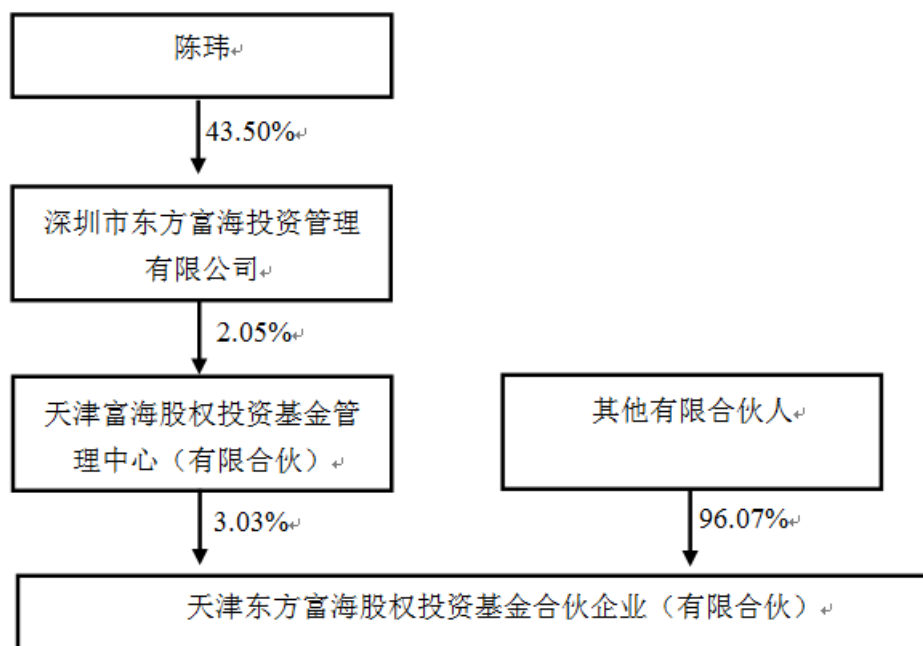 陈玮
43.50%
深圳市东方富海投资管理
有限公司
2.05%
天津富海股权投资基金管
理中心（有限合伙）
其他有限合伙人
3.03%
96.07%
天津东方富海股权投资基金合伙企业（有限合伙）